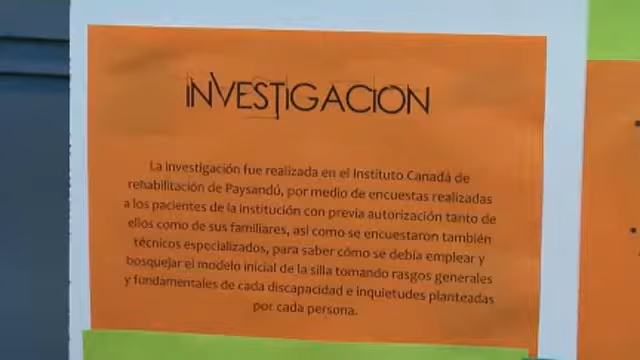 INVESTIGACION
La investigación fue realizada en el Instituto Canadá de
rehabilitación de Paysandú, por medio de encuestas realizadas
a los pacientes de la institución con previa autorización tanto de
ellos como de sus familiares, así como se encuestaron también
técnicos especializados, para saber cómo se debía emplear y
bosquejar el modelo inicial de la silla tomando rasgos generales
y fundamentales de cada discapacidad e inquietudes planteadas
por cada persona.